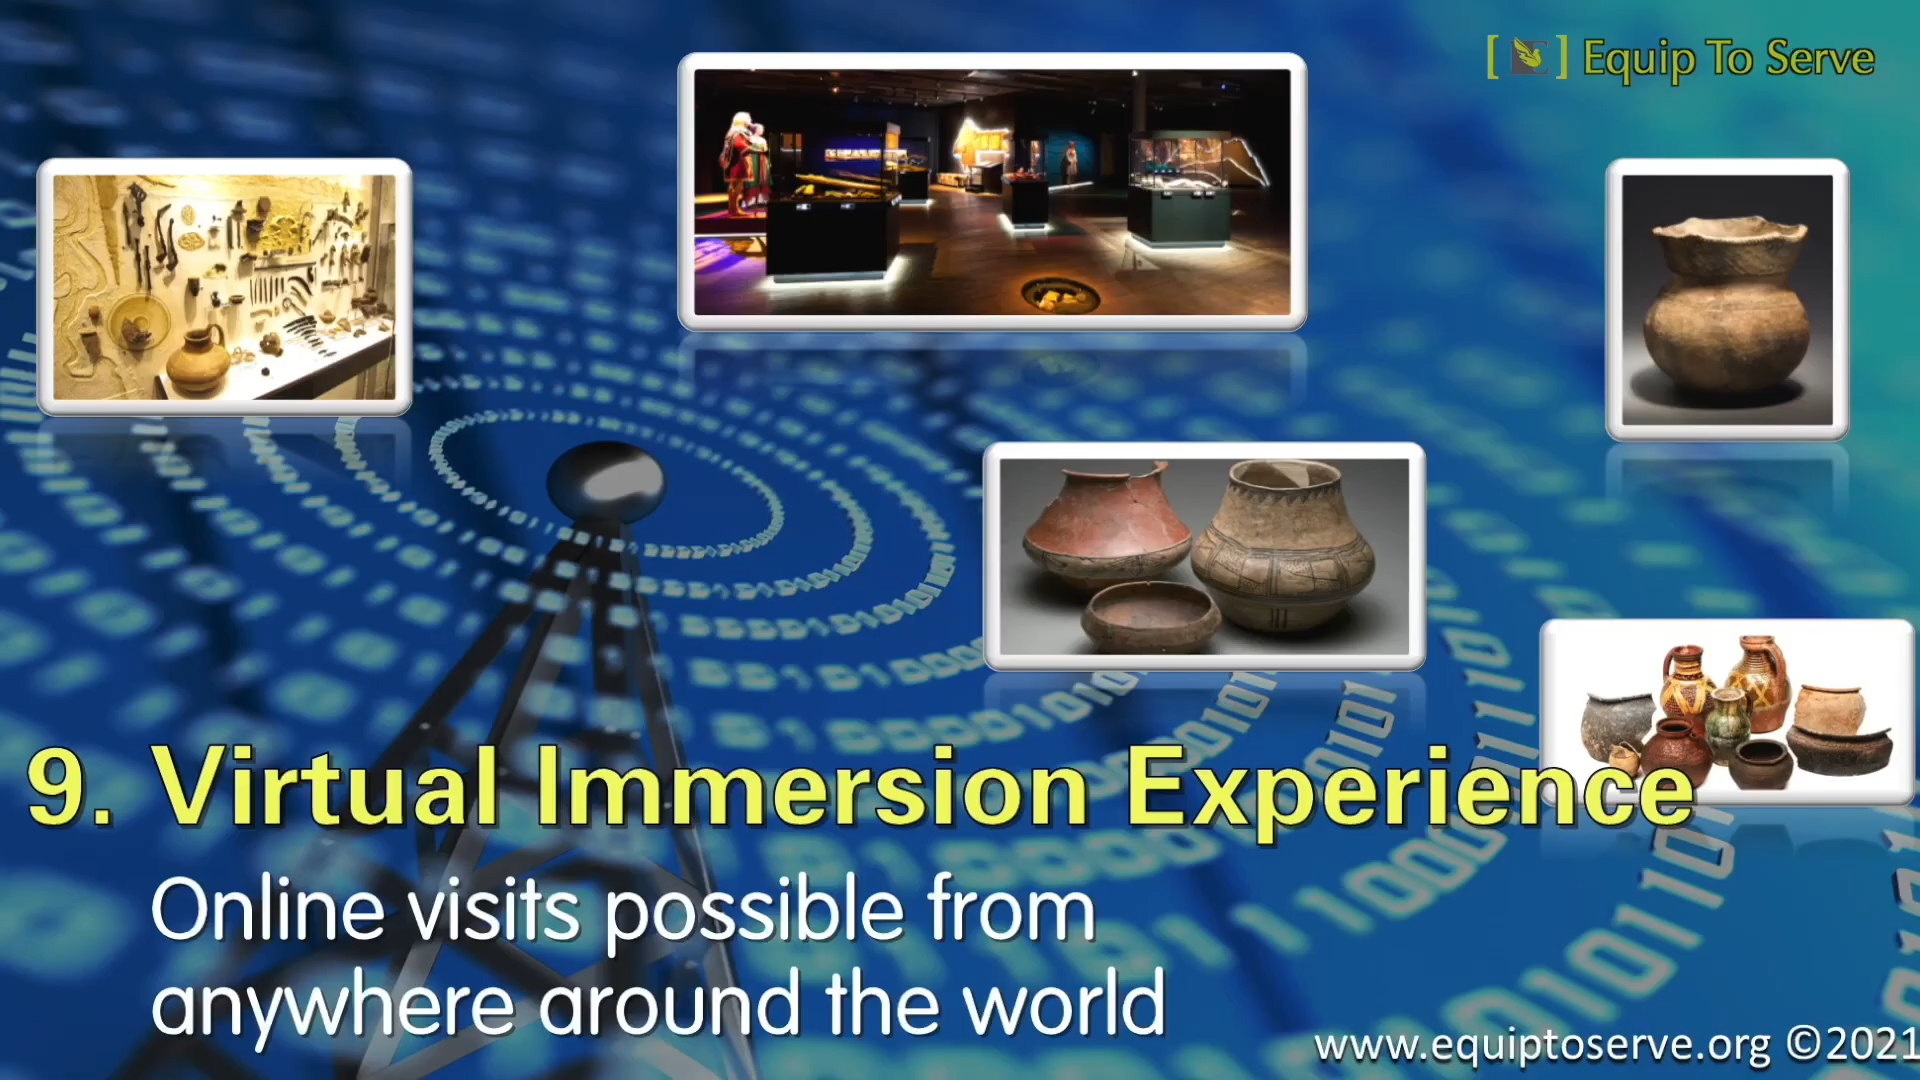 [ ] Equip To Serve
9. Virtual Immersion Experience
Online visits possible from
anywhere around the world
www.equiptoserve.org ©2021